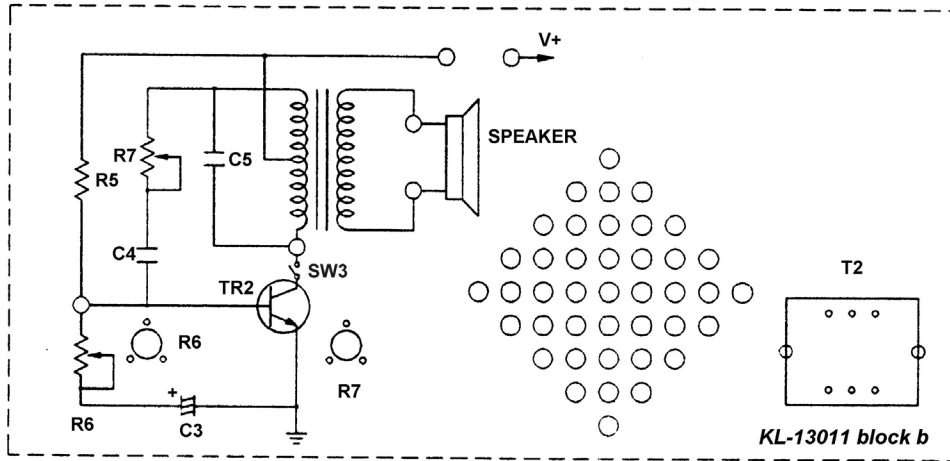 V+
SPEAKER
R7
C5
R5
C4
SW3
T2
TR2
R6
R7
+
R6
C3
KL-13011 block b